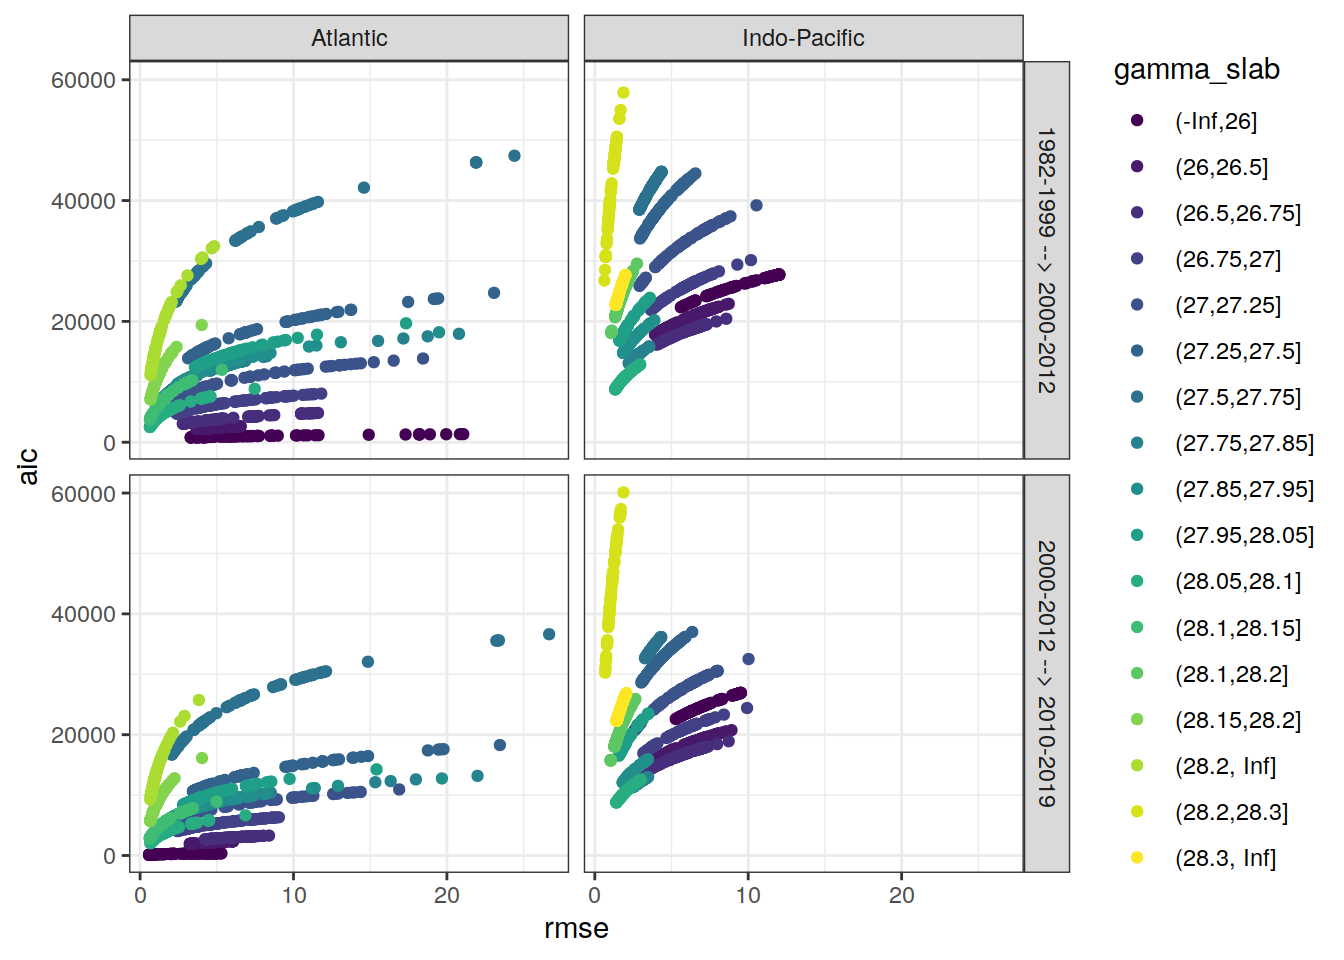 Atlantic
Indo-Pacific
60000
40000
20000
0
1982-1999 --> 2000-2012
60000
40000
20000
0
2000-2012 --> 2010-2019
0
10
20
0
10
20
rmse
aic
gamma_slab
(-Inf,26]
(26,26.5]
(26.5,26.75]
(26.75,27]
(27,27.25]
(27.25,27.5]
(27.5,27.75]
(27.75,27.85]
(27.85,27.95]
(27.95,28.05]
(28.05,28.1]
(28.1,28.15]
(28.1,28.2]
(28.15,28.2]
(28.2, Inf]
(28.2,28.3]
(28.3, Inf]